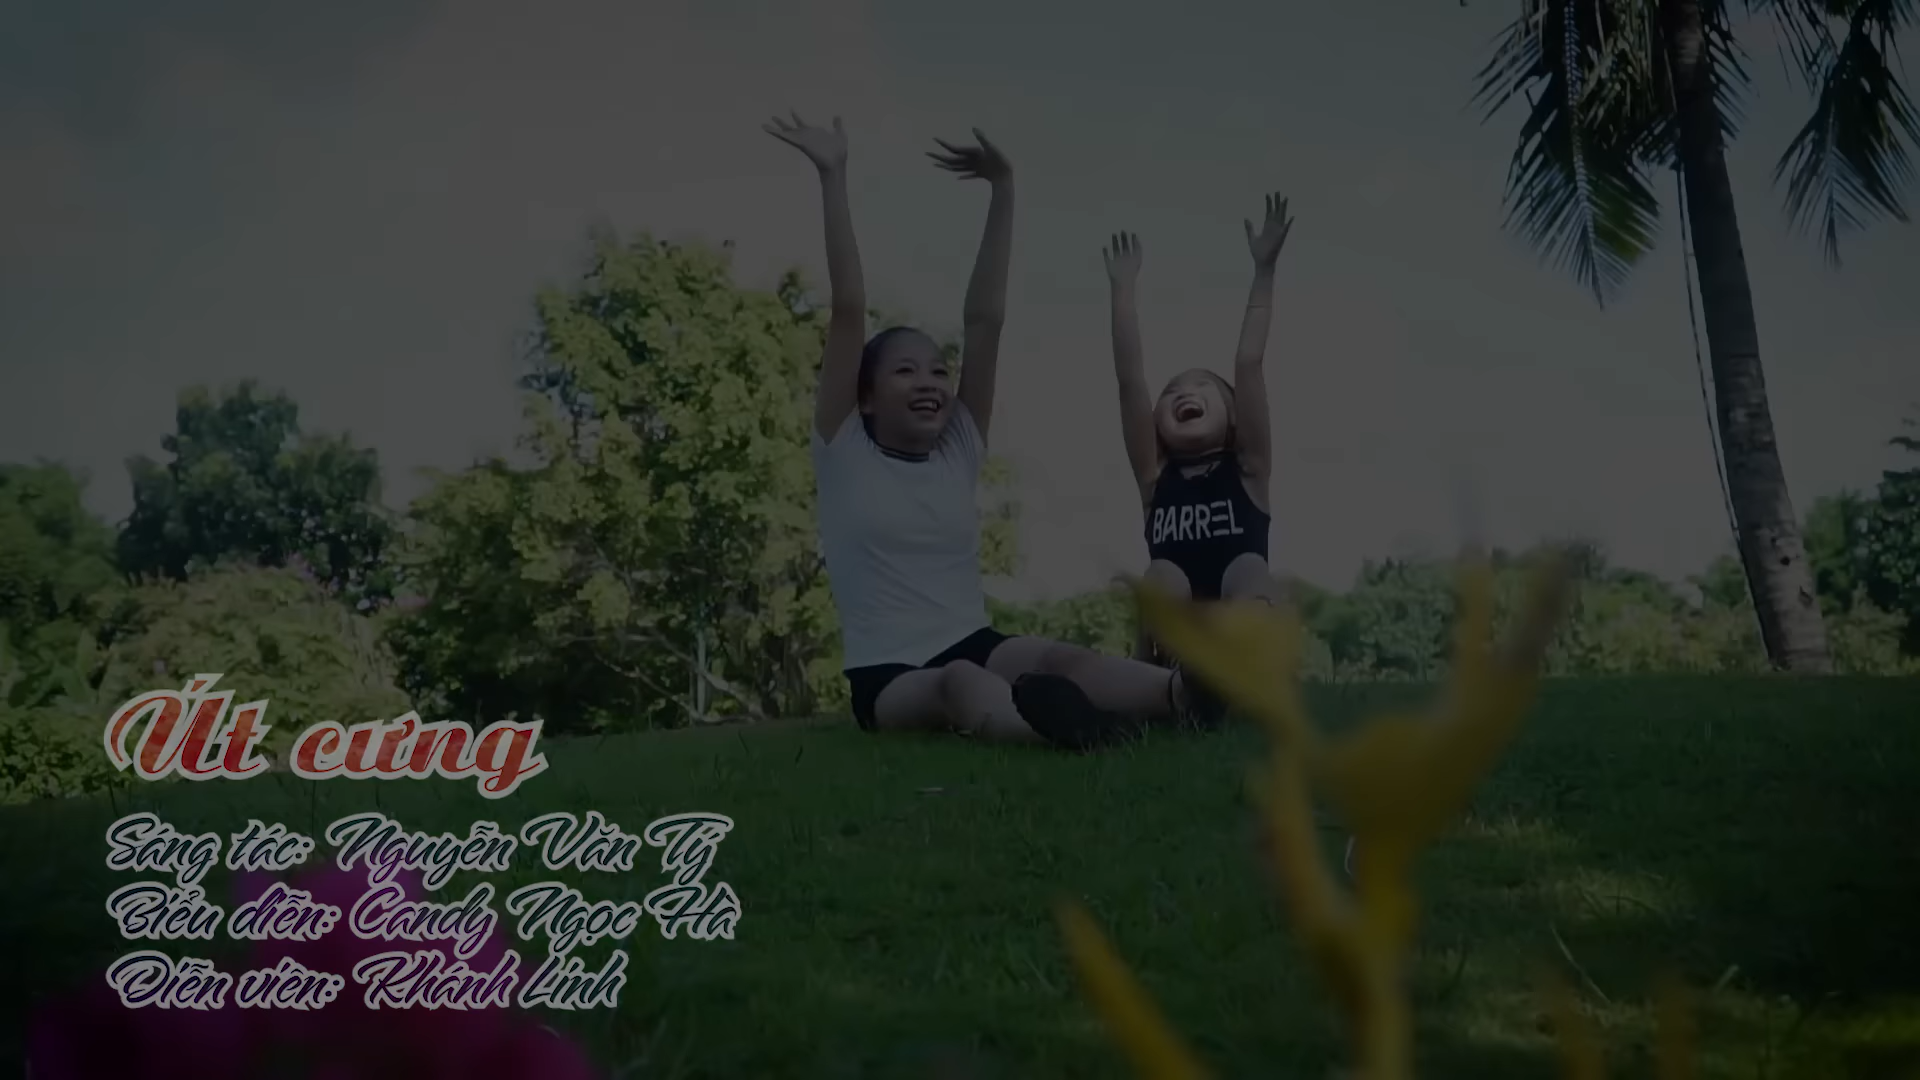 Út cưng
Sáng tác: Nguyễn Văn Tý
Biểu diễn: Candy Ngọc Hà
Diễn viên: Khánh Linh
BARREL